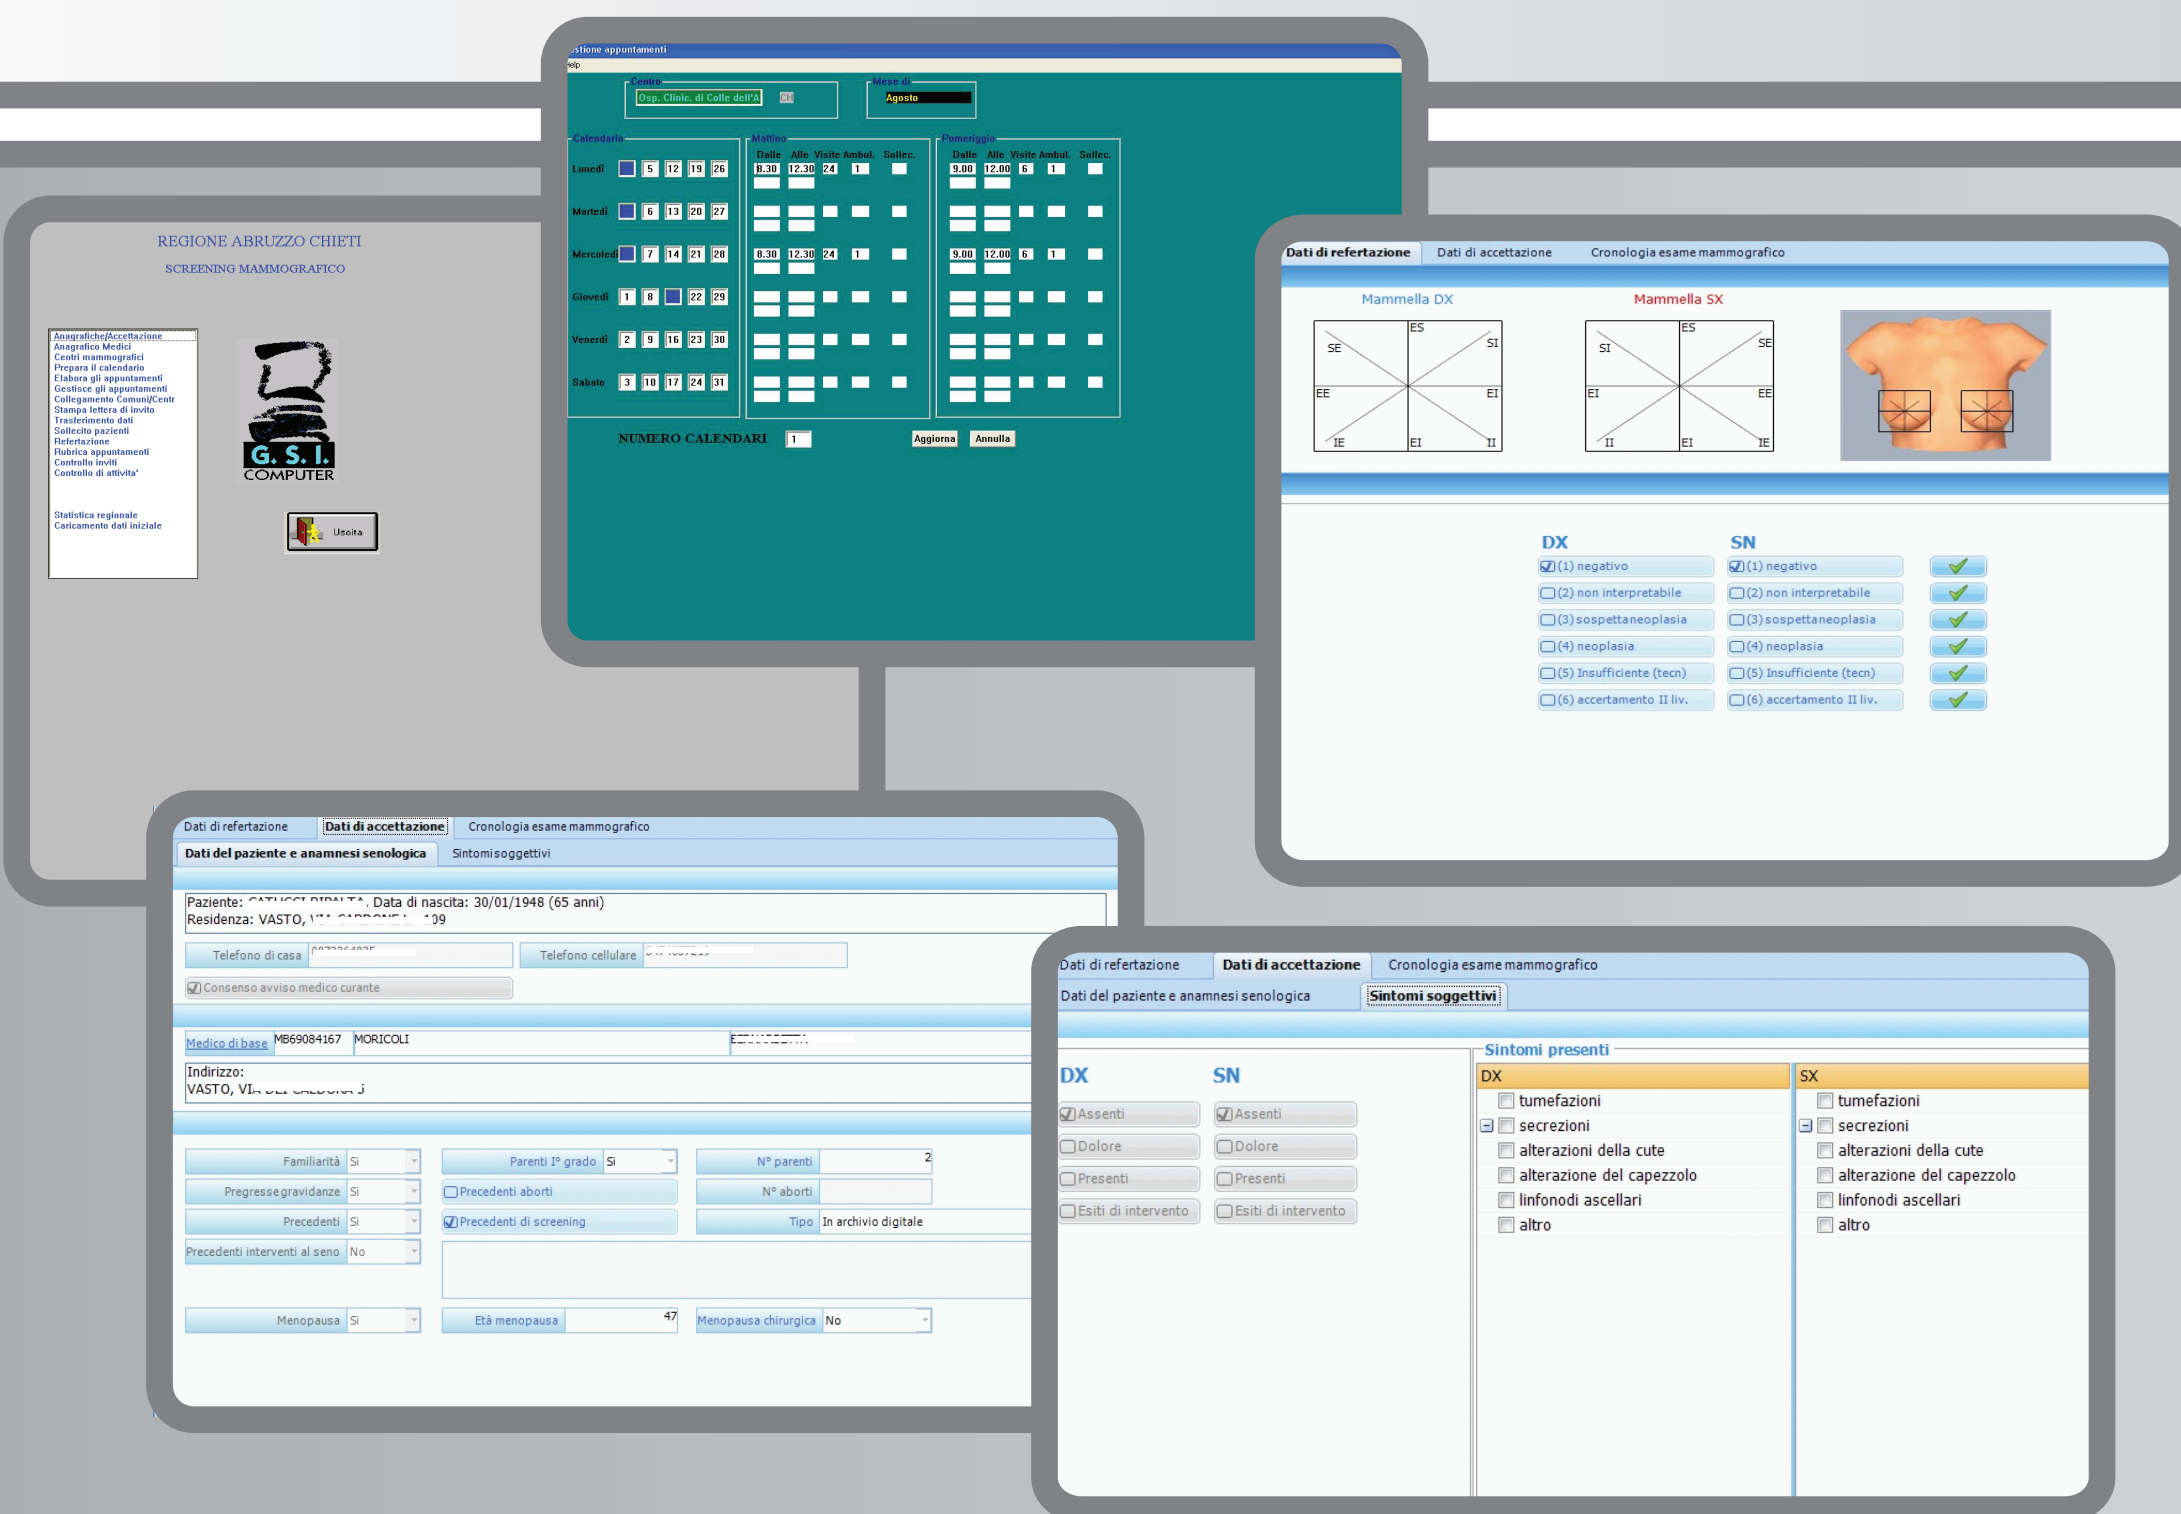 Gestione appuntamenti
Help
Centro
Osp. Clinic. di Colle dell'A CH
Mese di
Agosto
Calendario
Mattino
Pomeriggio
Dalle Alle Visite Ambul. Sollec.
Dalle Alle Visite Ambul. Sollec.
Lunedì 5 12 19 26 8.30 12.30 24 1 9.00 12.00 6 1
Martedì 6 13 20 27
Mercoledì 7 14 21 28 8.30 12.30 24 1 9.00 12.00 6 1
Giovedì 1 8 22 29
Venerdì 2 9 16 23 30
Sabato 3 10 17 24 31
NUMERO CALENDARI 1 Aggiorna Annulla
REGIONE ABRUZZO CHIETI
SCREENING MAMMOGRAFICO
Anagrafiche/Accettazione
Anagrafico Medici
Centri mammografici
Prepara il calendario
Elabora gli appuntamenti
Gestisce gli appuntamenti
Collegamento Comuni/Centr
Stampa lettera di invito
Trasferimento dati
Sollecito pazienti
Refertazione
Rubrica appuntamenti
Controllo inviti
Controllo di attivita'
Statistica regionale
Caricamento dati iniziale
G. S. I.
COMPUTER
Uscita
Dati di refertazione Dati di accettazione Cronologia esame mammografico
Mammella DX Mammella SX
ES
SE SI
EE EI
IE EI II
ES
SI SE
EI EE
II EI IE
DX SN
(1) negativo (1) negativo
(2) non interpretabile (2) non interpretabile
(3) sospetta neoplasia (3) sospetta neoplasia
(4) neoplasia (4) neoplasia
(5) Insufficiente (tecn) (5) Insufficiente (tecn)
(6) accertamento II liv. (6) accertamento II liv.
Dati di refertazione Dati di accettazione Cronologia esame mammografico
Dati del paziente e anamnesi senologica Sintomi soggettivi
Paziente: Data di nascita: 30/01/1948 (65 anni)
Residenza: VASTO, 109
Telefono di casa Telefono cellulare
Consenso avviso medico curante
Medico di base MB69084167 MORICOLI
Indirizzo:
VASTO, VIA
Familiarità Si Parenti I° grado Si N° parenti 2
Pregresse gravidanze Si Precedenti aborti N° aborti
Precedenti Si Precedenti di screening Tipo In archivio digitale
Precedenti interventi al seno No
Menopausa Si Età menopausa 47 Menopausa chirurgica No
Dati di refertazione Dati di accettazione Cronologia esame mammografico
Dati del paziente e anamnesi senologica Sintomi soggettivi
DX SN
Assenti Assenti
Dolore Dolore
Presenti Presenti
Esiti di intervento Esiti di intervento
Sintomi presenti
DX SX
tumefazioni tumefazioni
secrezioni secrezioni
alterazioni della cute alterazioni della cute
alterazione del capezzolo alterazione del capezzolo
linfonodi ascellari linfonodi ascellari
altro altro